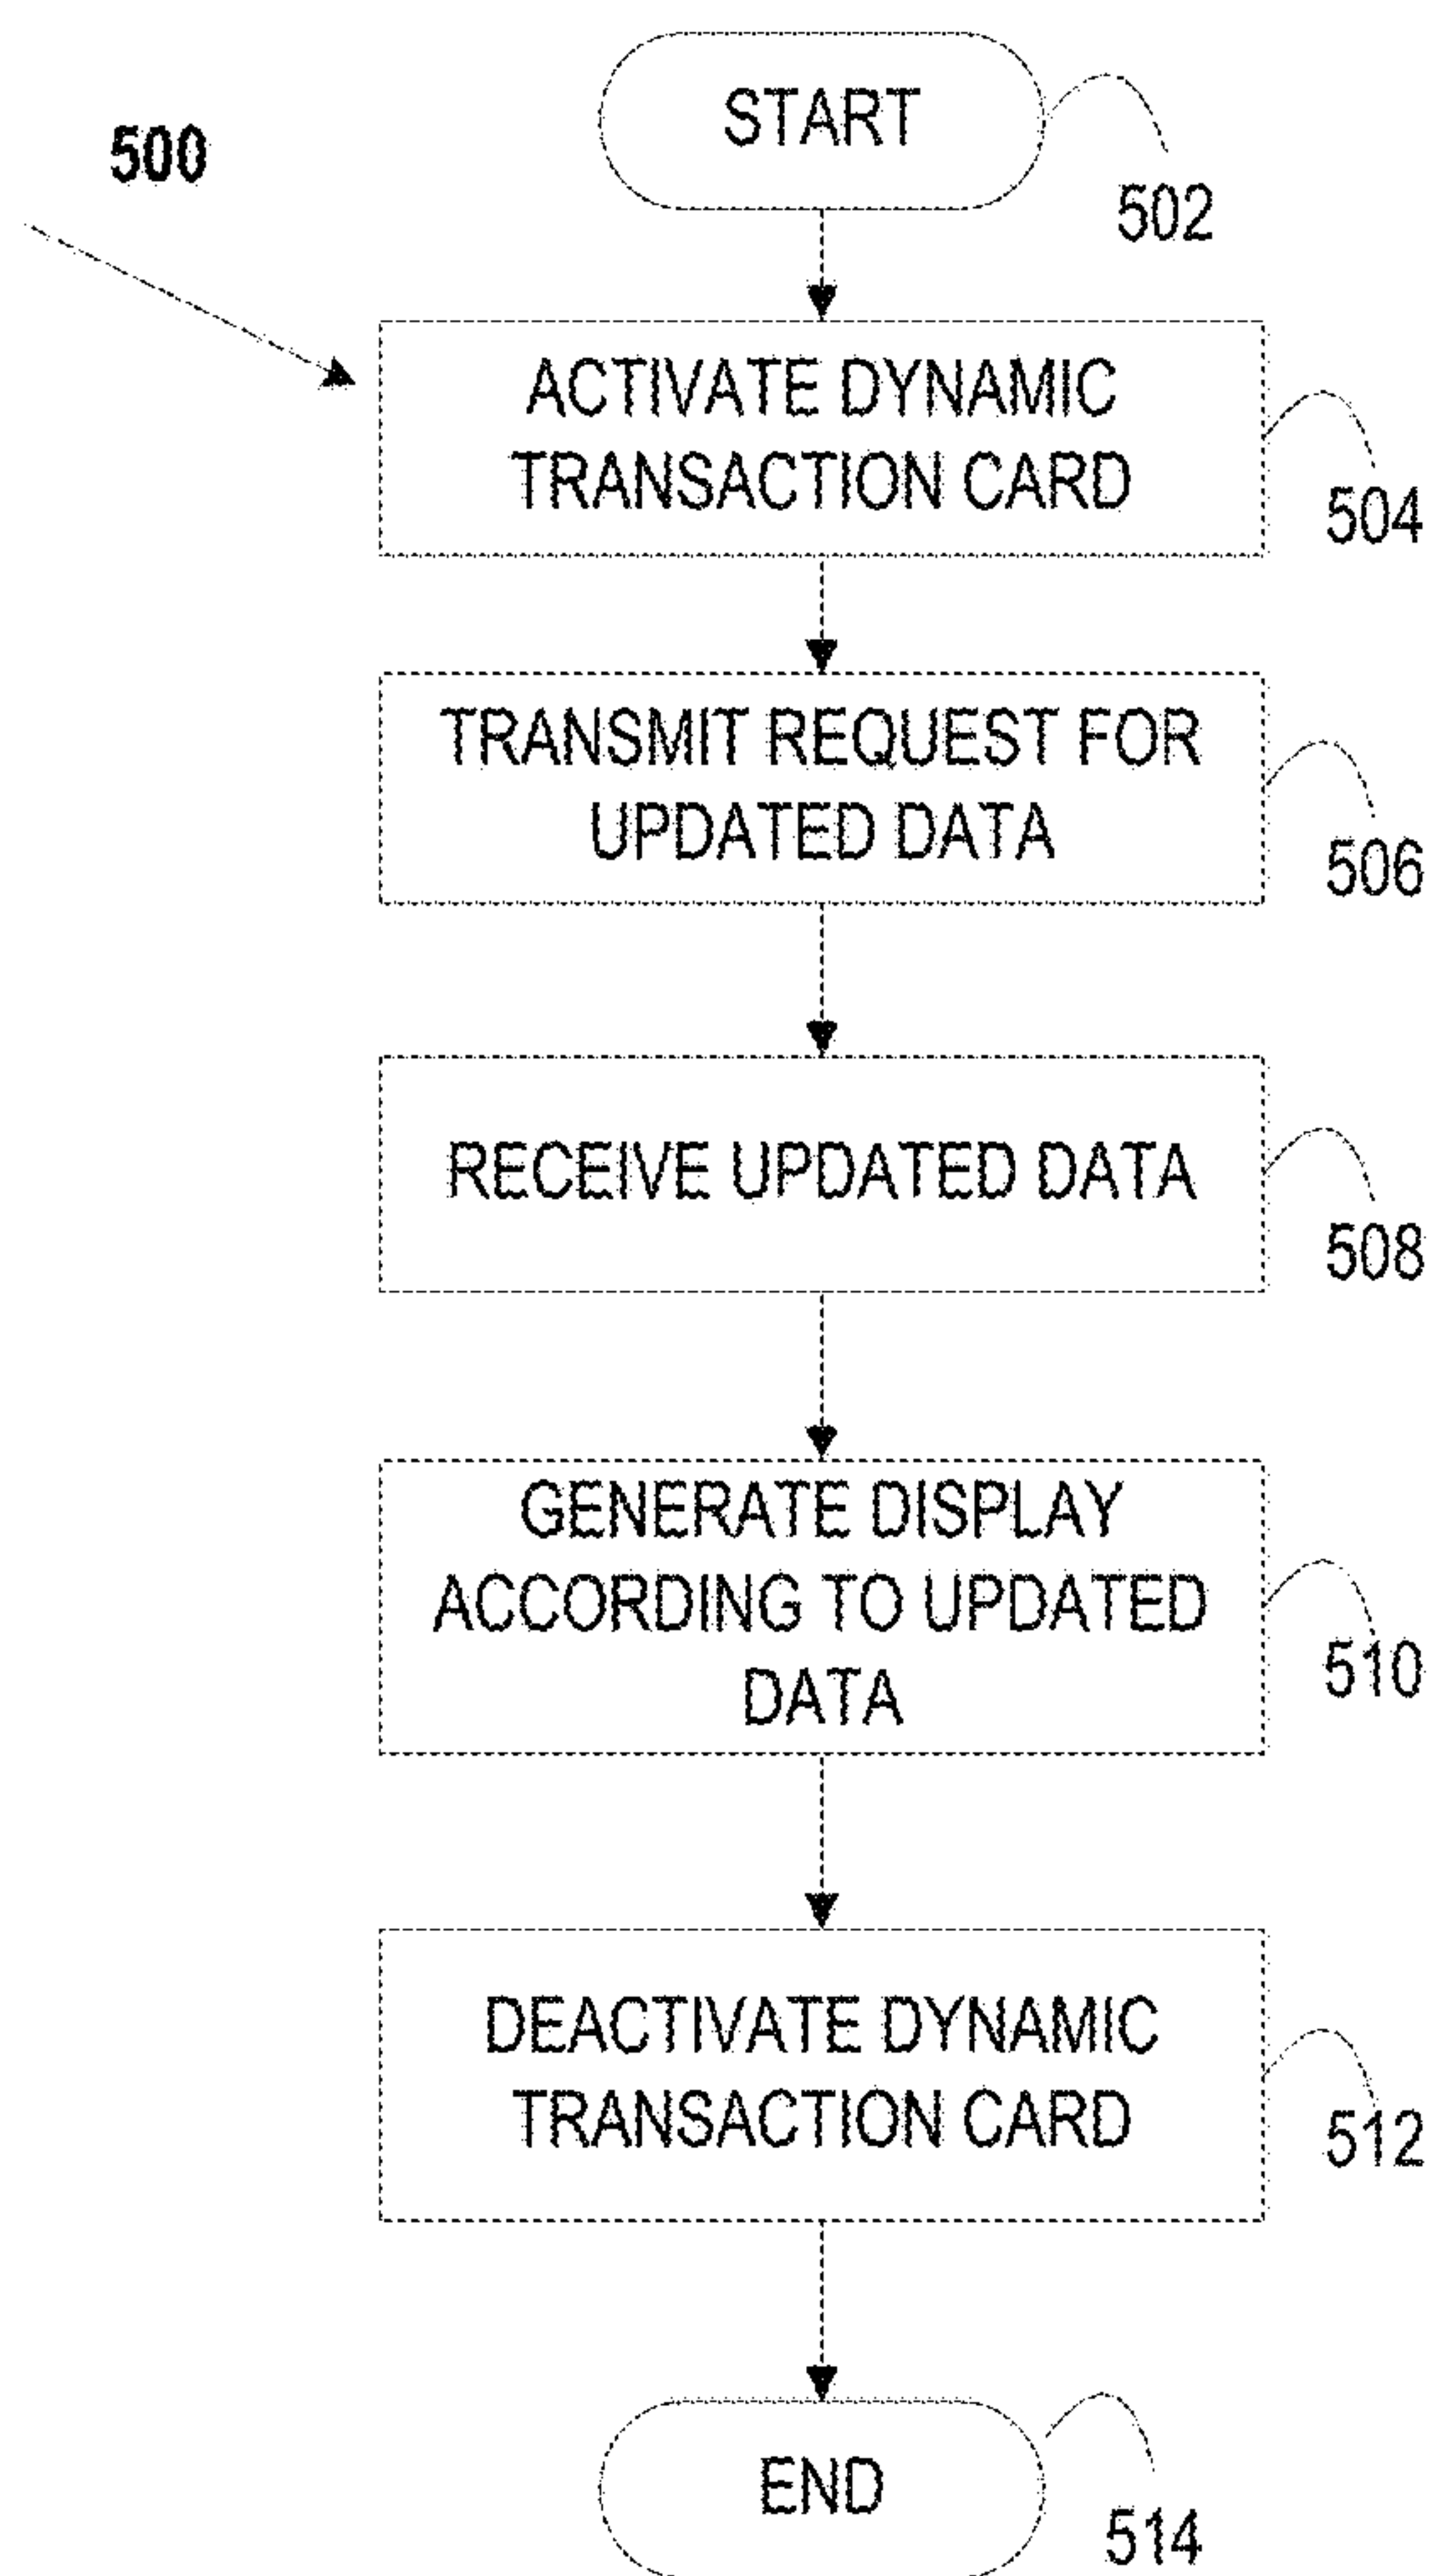 500
START
502
ACTIVATE DYNAMIC
TRANSACTION CARD
504
TRANSMIT REQUEST FOR
UPDATED DATA
506
RECEIVE UPDATED DATA
508
GENERATE DISPLAY
ACCORDING TO UPDATED
DATA
510
DEACTIVATE DYNAMIC
TRANSACTION CARD
512
END
514